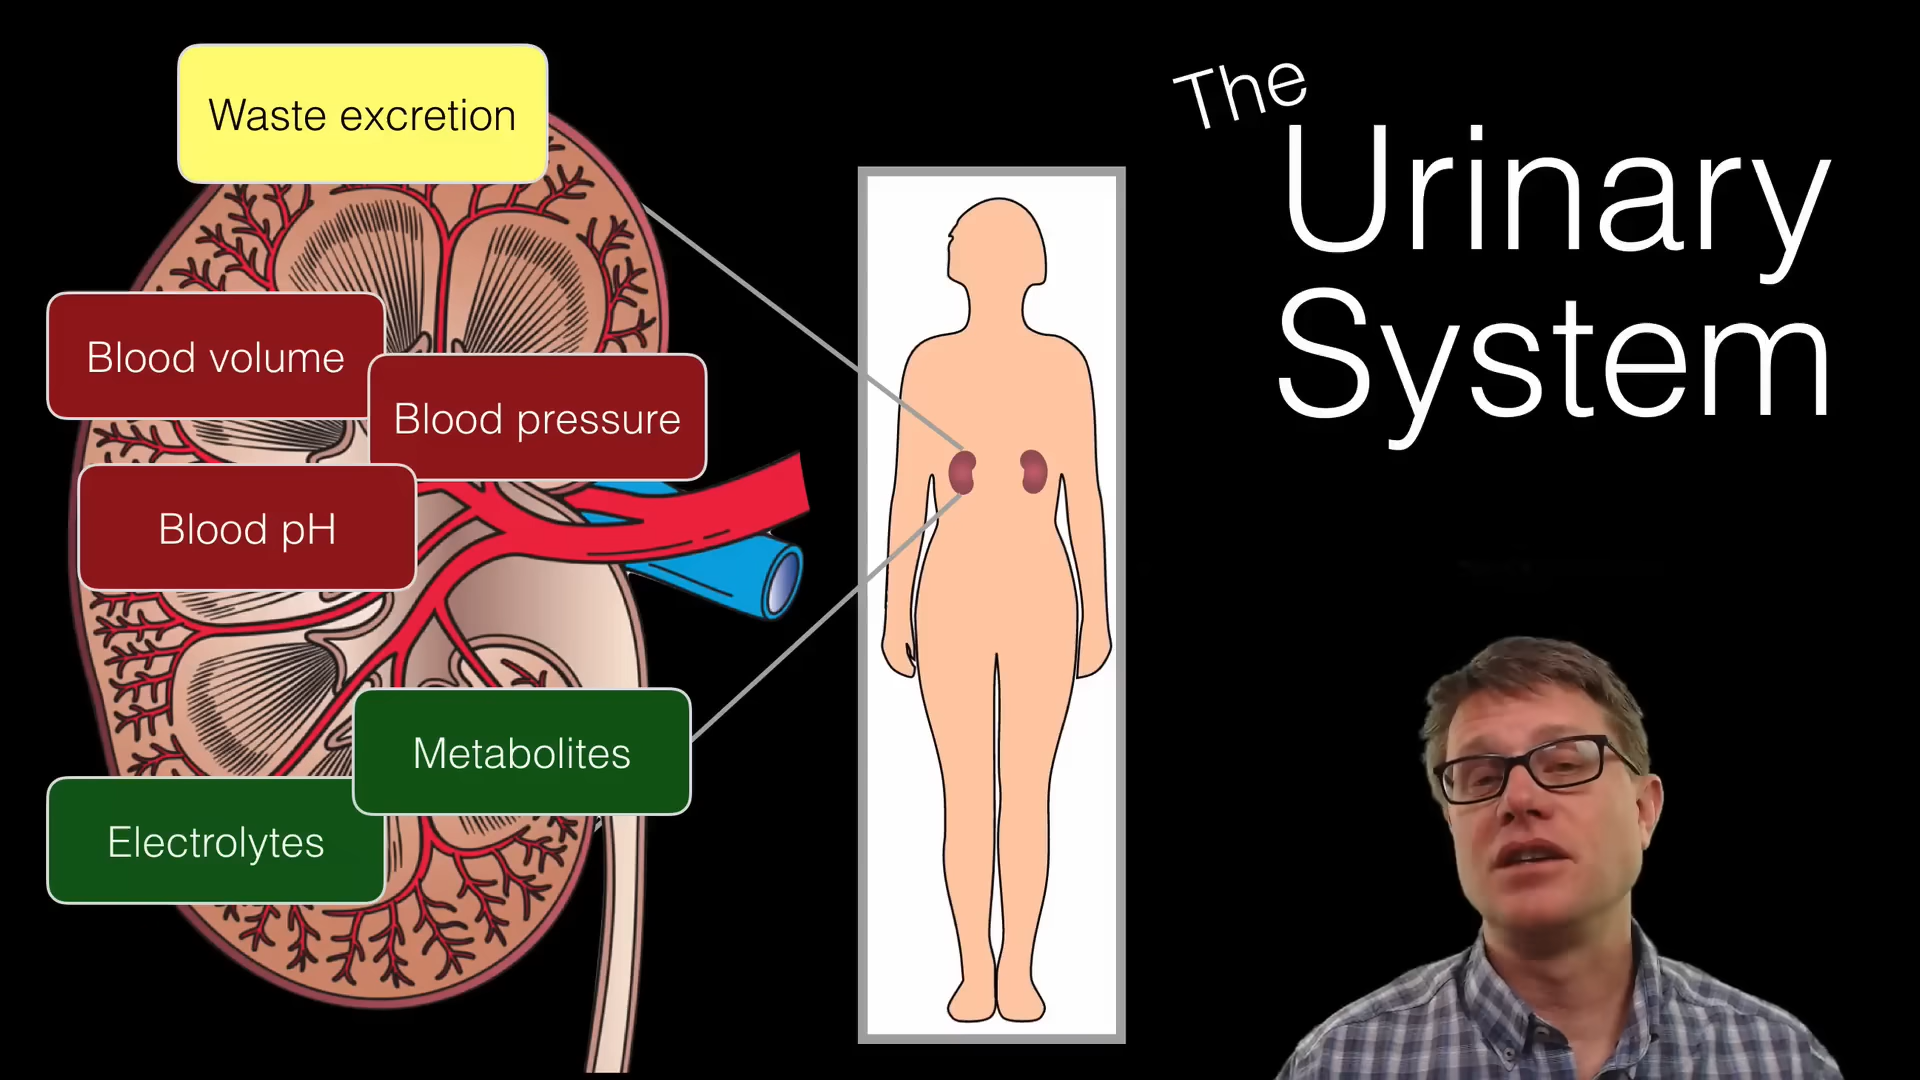 Waste excretion
Blood volume
Blood pressure
Blood pH
Metabolites
Electrolytes
The
Urinary
System